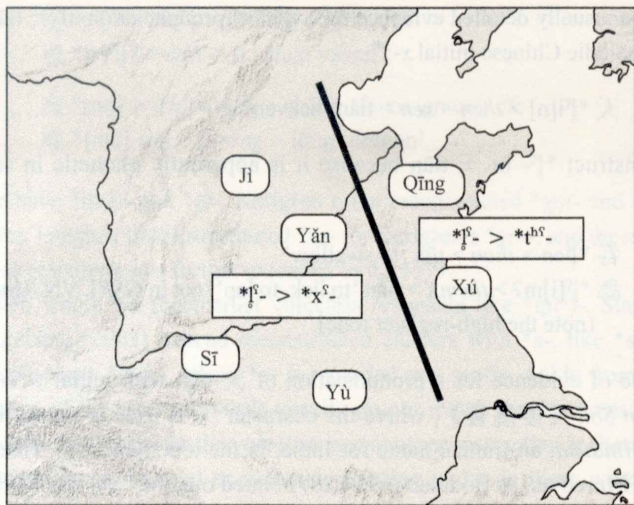 Jì
Qīng
Yǎn
*l̥ˤ- > *tʰˤ-
*l̥ˤ- > *xˤ-
Xú
Sī
Yù